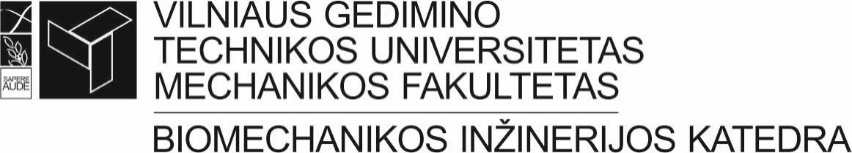 SAPERE
AUDE
VILNIAUS GEDIMINO
TECHNIKOS UNIVERSITETAS
MECHANIKOS FAKULTETAS
BIOMECHANIKOS INŽINERIJOS KATEDRA